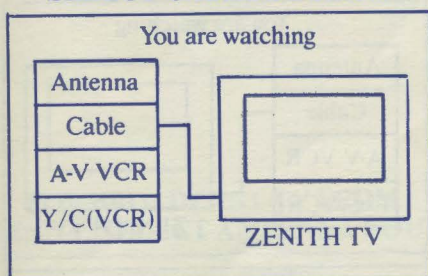 You are watching
Antenna
Cable
A-V VCR
Y/C(VCR)
ZENITH TV